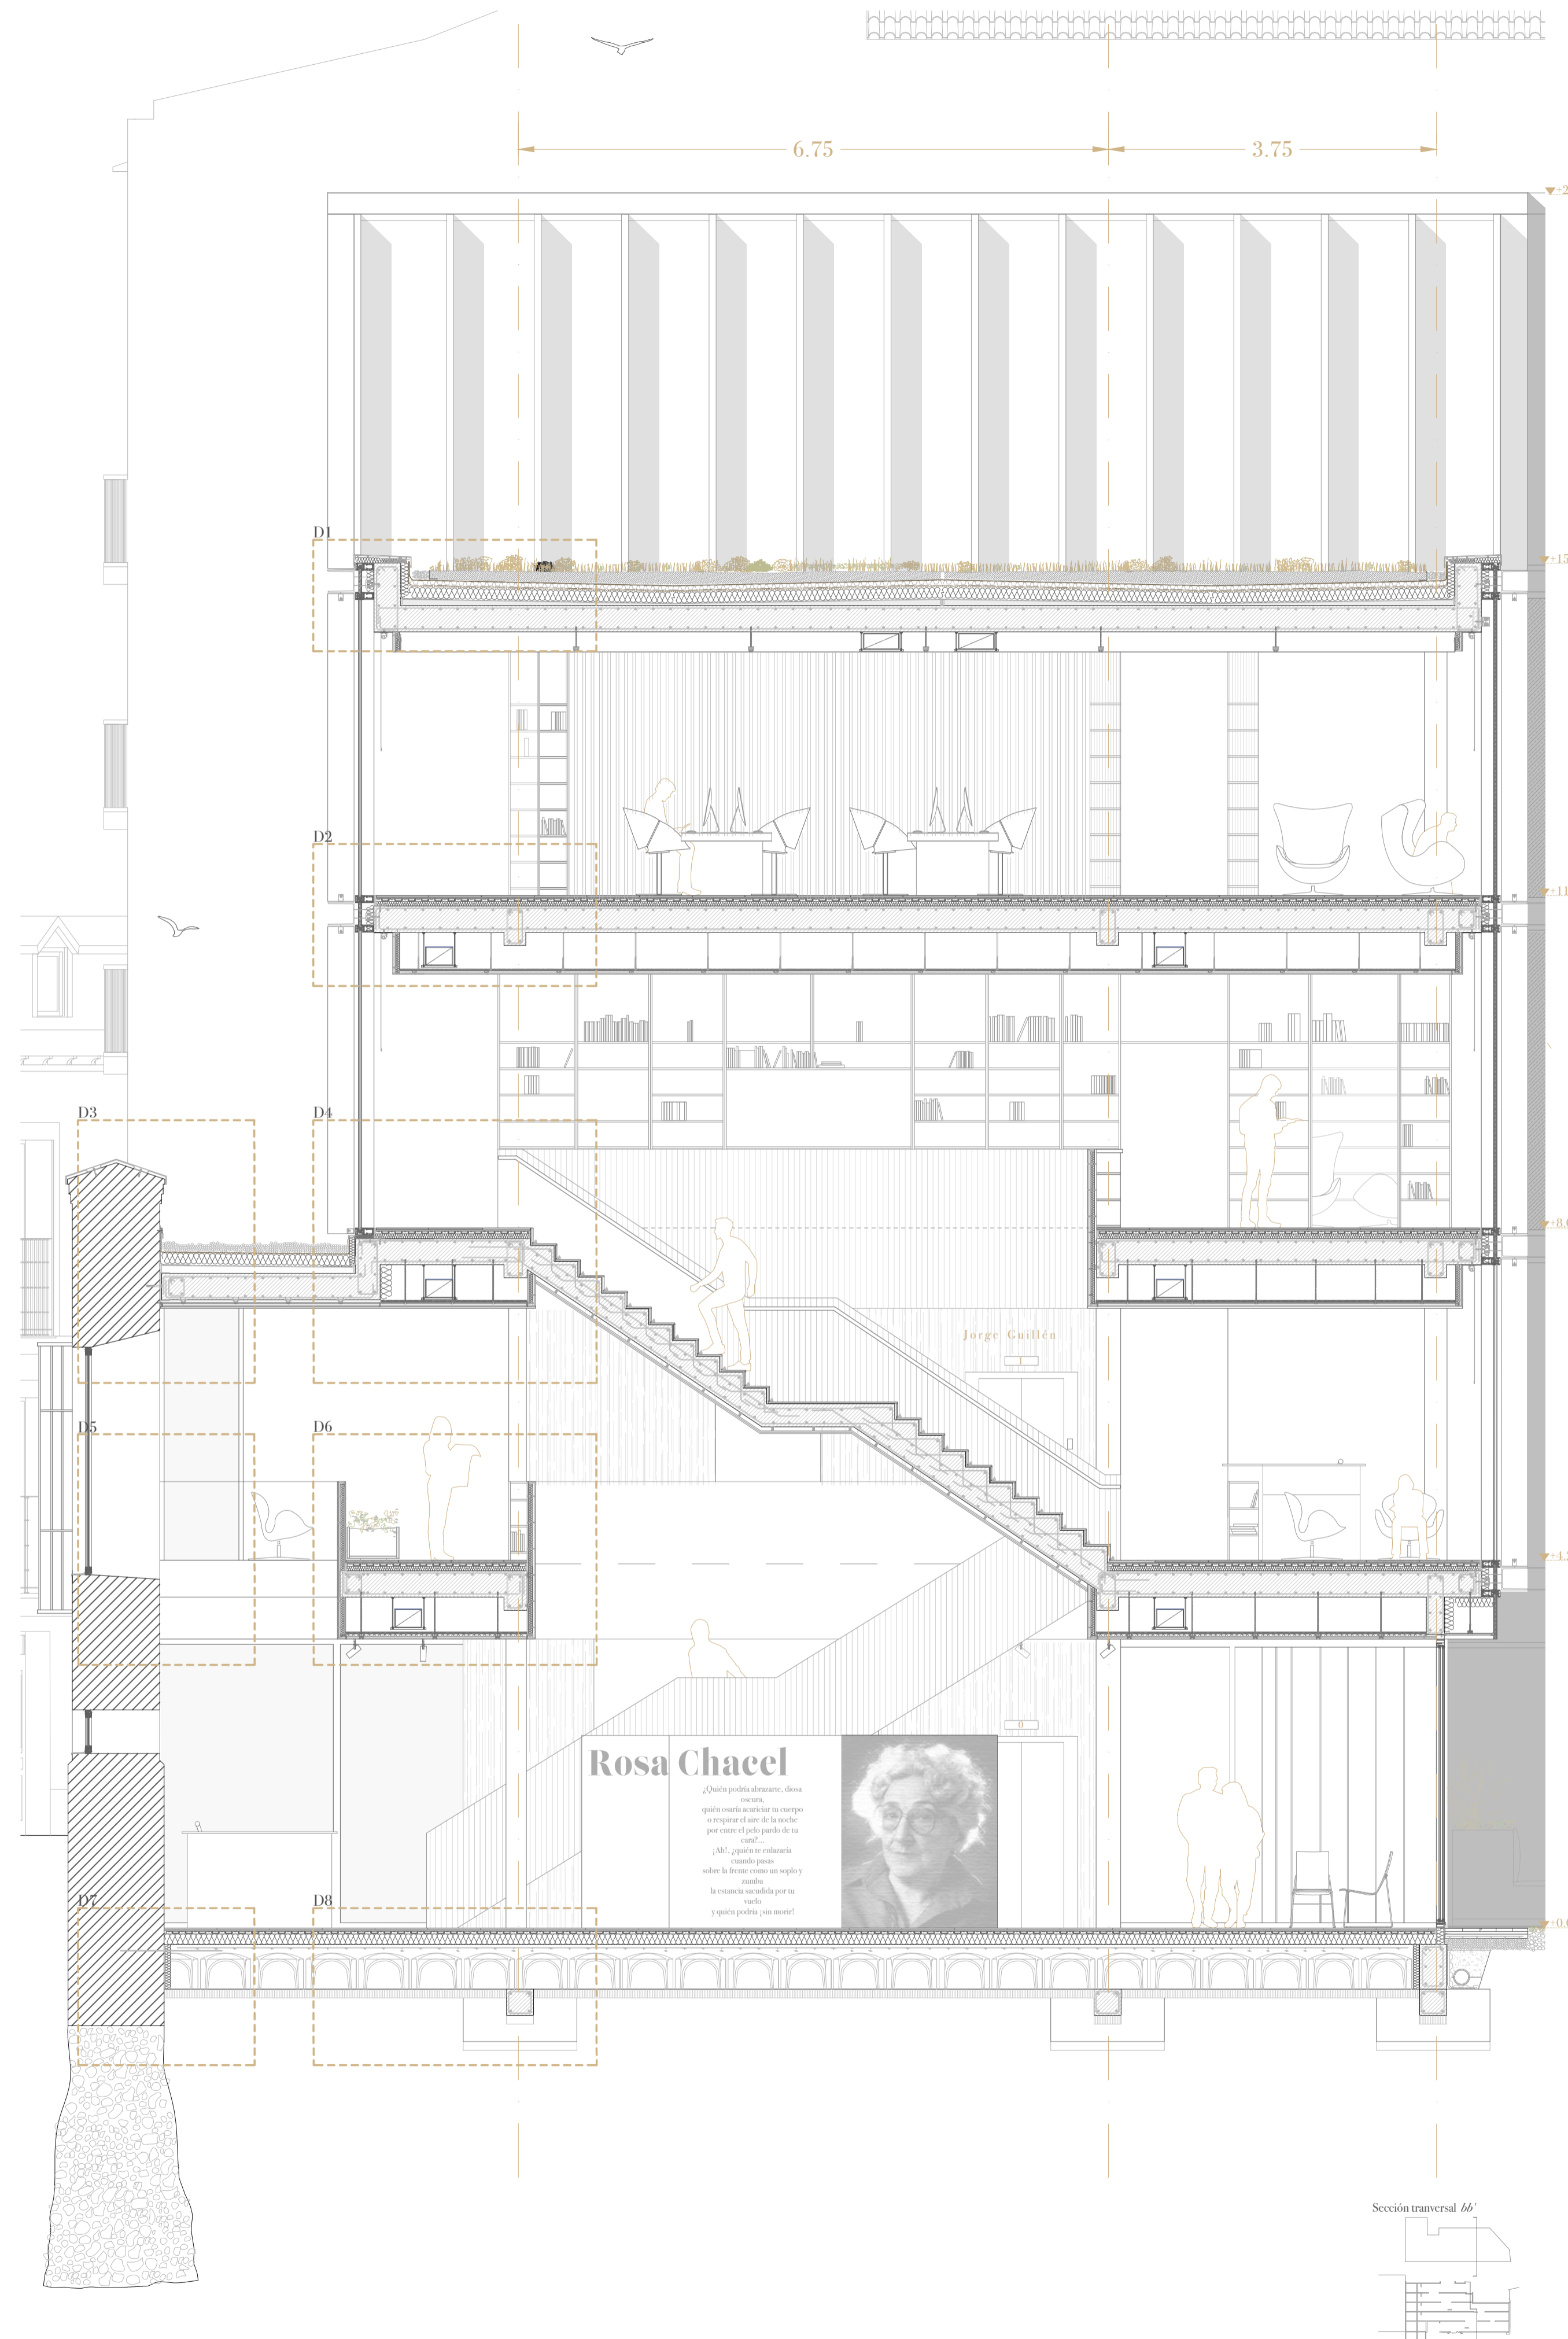 6.75
3.75
D1
D2
D3
D4
Jorge Guillén
1
D5
D6
0
Rosa Chacel
¿Quién podría abrazarte, diosa
oscura,
quién osaría acariciar tu cuerpo
o respirar el aire de la noche
por entre el pelo pardo de tu
cara?...
¡Ah!, ¿quién te enlazaría
cuando pasas
sobre la frente como un soplo y
zumba
la estancia sacudida por tu
vuelo
y quién podría ¡sin morir!
D7
D8
Sección tranversal bb'